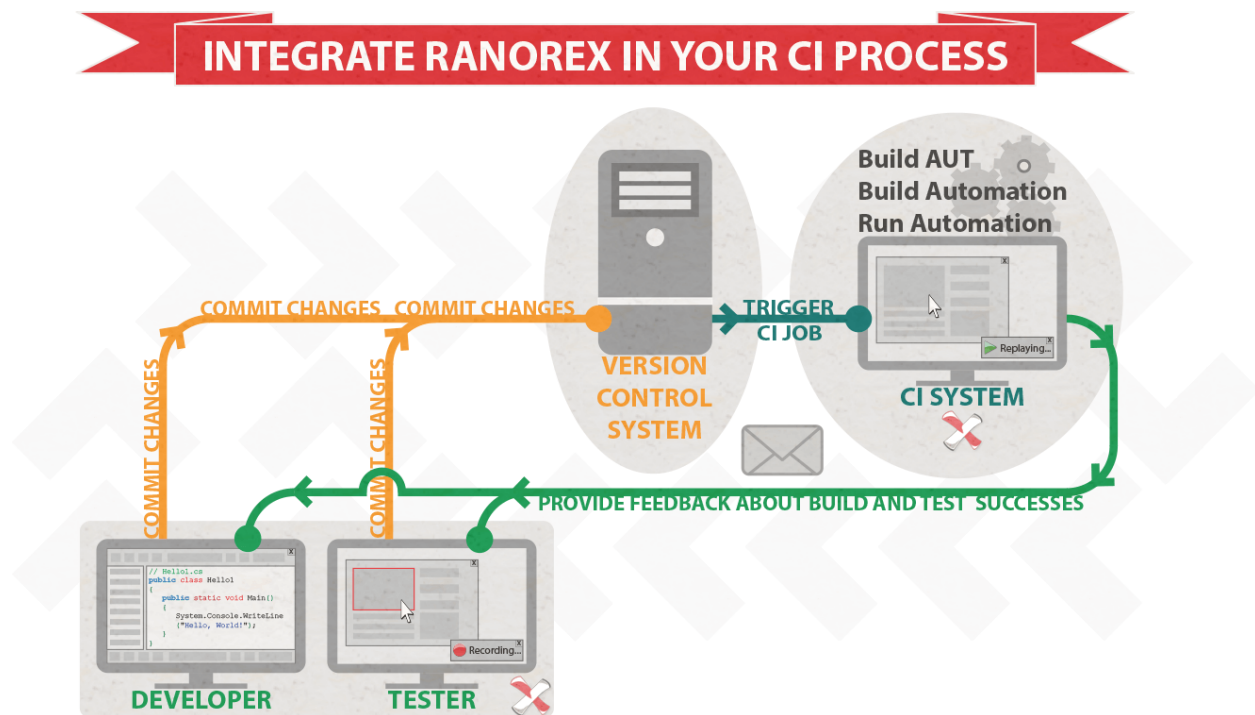 INTEGRATE RANOREX IN YOUR CI PROCESS
Build AUT
Build Automation
Run Automation
COMMIT CHANGES
COMMIT CHANGES
TRIGGER
CI JOB
Replaying...
X
X
VERSION
CONTROL
SYSTEM
CI SYSTEM
COMMIT CHANGES
COMMIT CHANGES
PROVIDE FEEDBACK ABOUT BUILD AND TEST SUCCESSES
X
// Hello1.cs
public class Hello1
{
public static void Main()
{
System.Console.WriteLine
("Hello, World!");
}
}
X
Recording...
X
DEVELOPER
TESTER